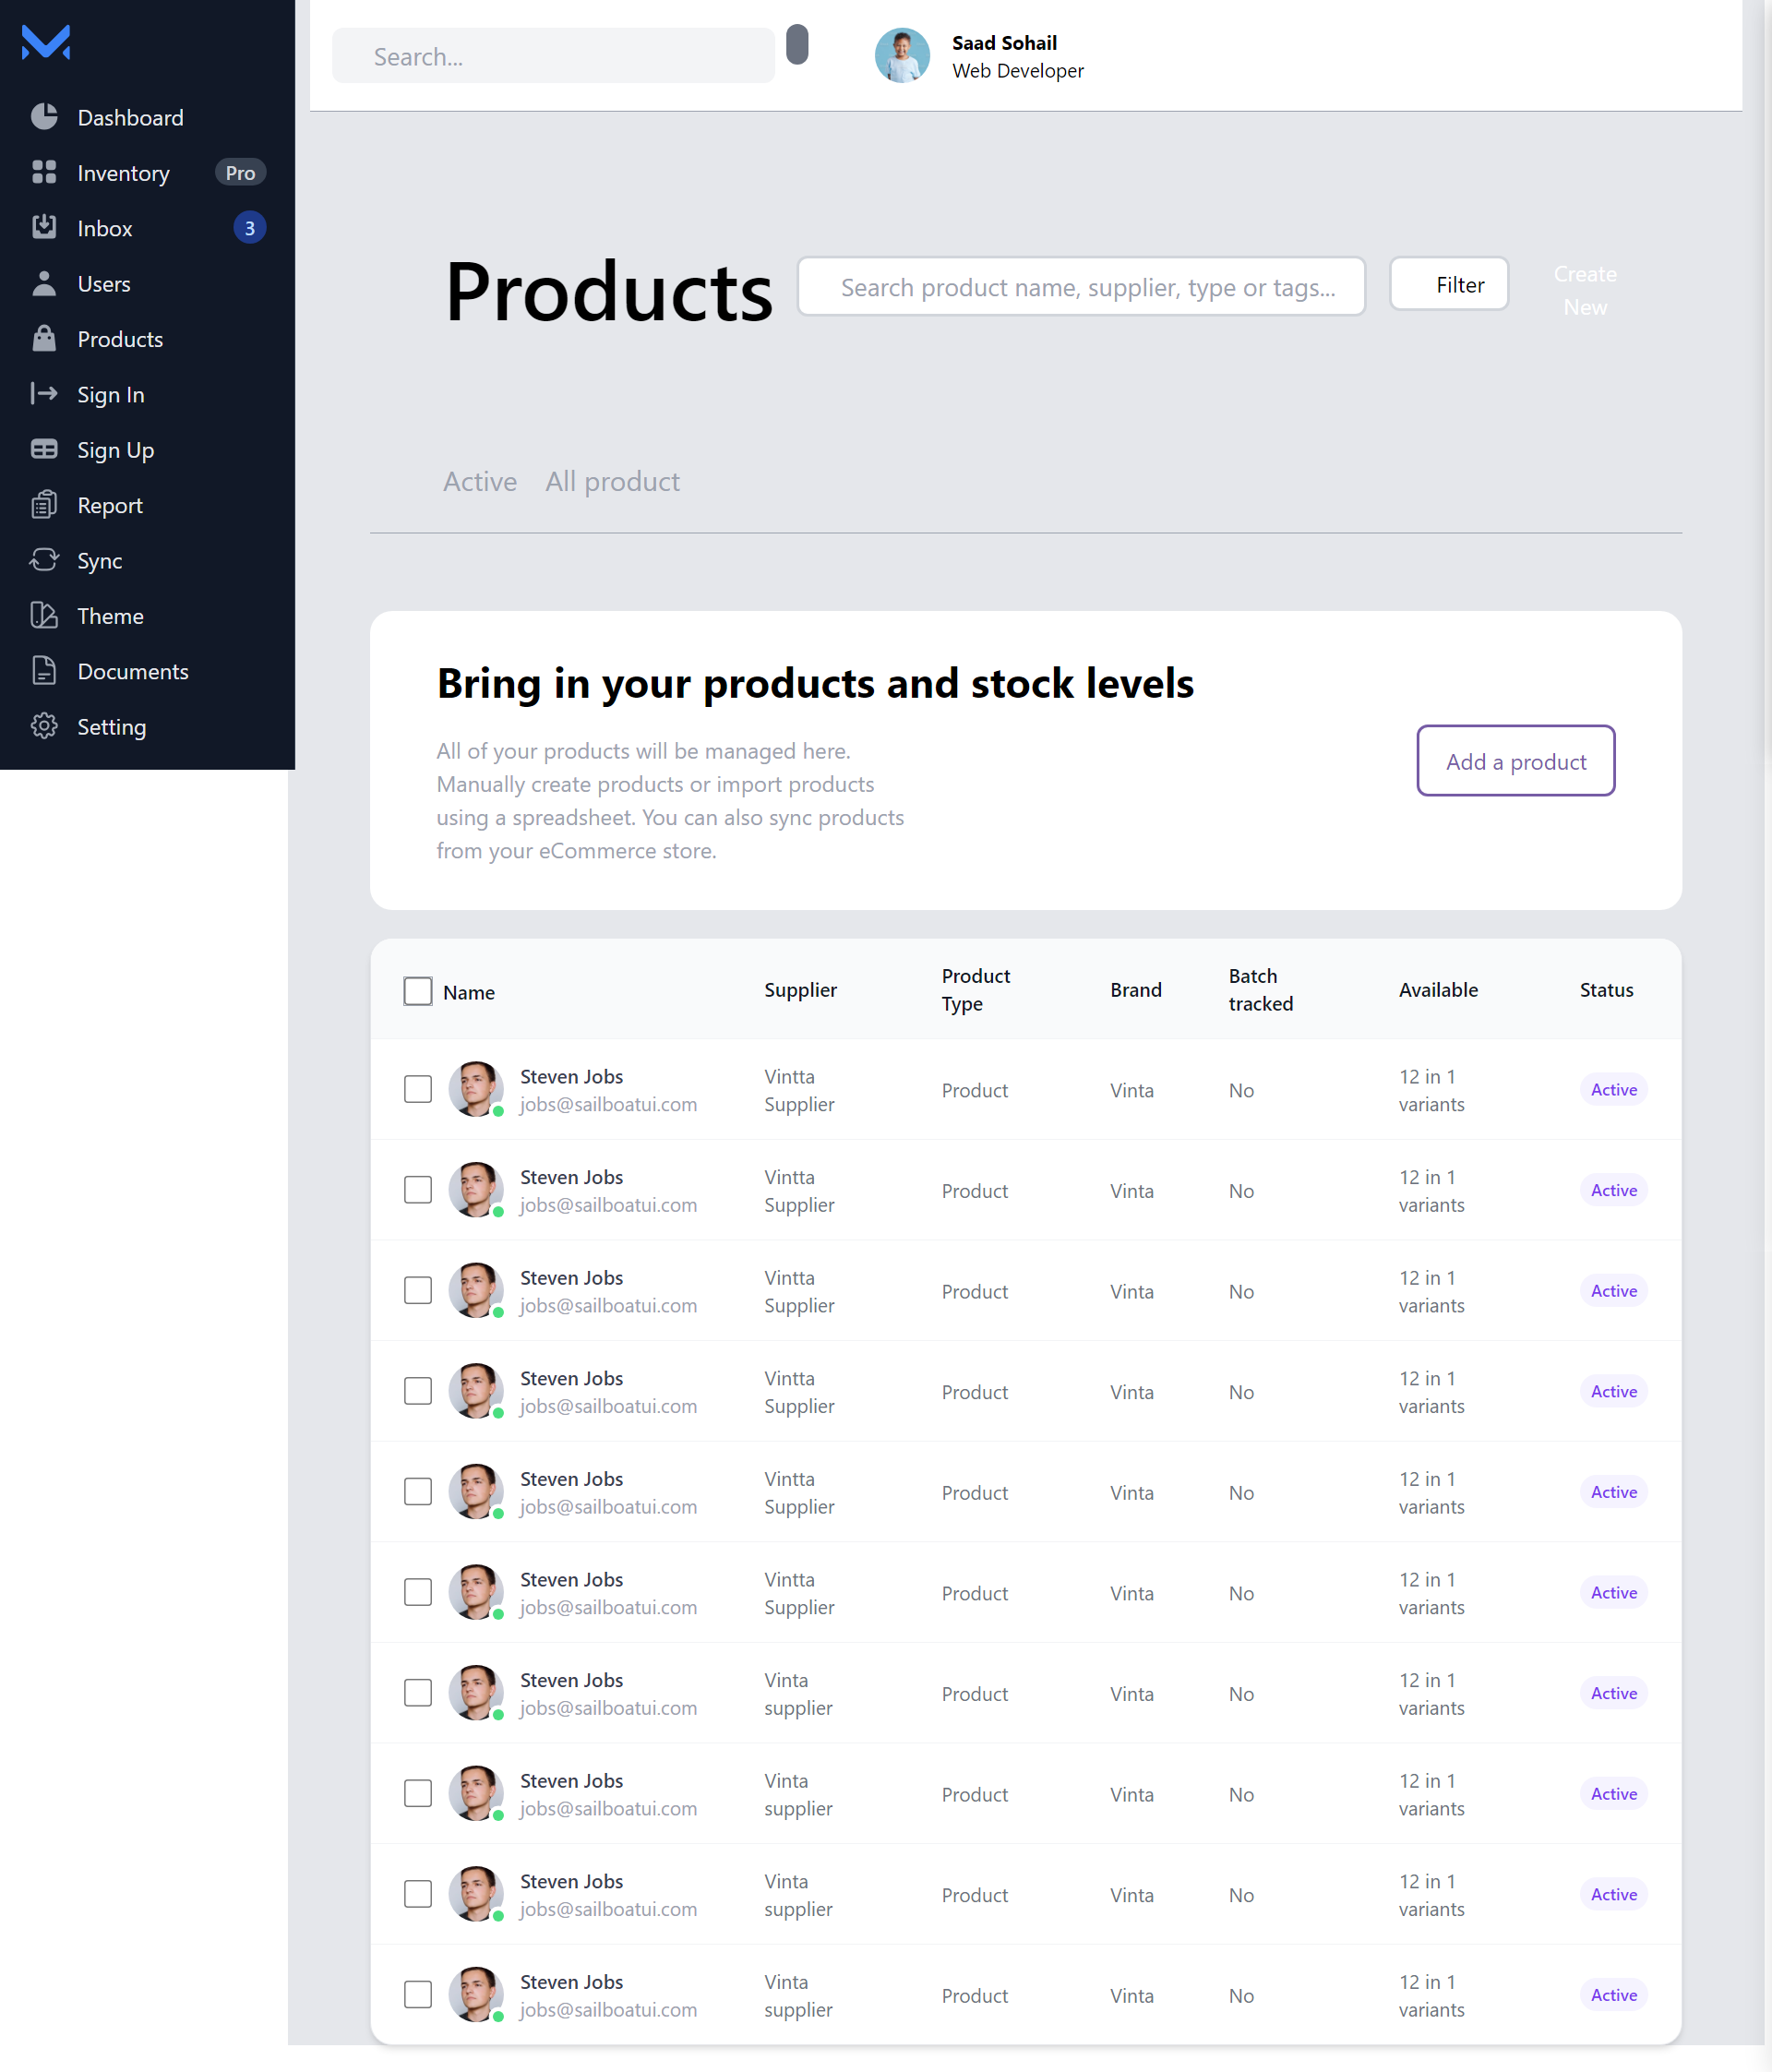 Dashboard
Inventory Pro
Inbox 3
Users
Products
Sign In
Sign Up
Report
Sync
Theme
Documents
Setting
Search...
Saad Sohail
Web Developer
Products
Search product name, supplier, type or tags...
Filter
Create
New
Active All product
Bring in your products and stock levels
All of your products will be managed here.
Manually create products or import products
using a spreadsheet. You can also sync products
from your eCommerce store.
Add a product
Name Supplier Product Type Brand Batch tracked Available Status
Steven Jobs
jobs@sailboatui.com
Vintta
Supplier
Product
Vinta
No
12 in 1
variants
Active
Steven Jobs
jobs@sailboatui.com
Vintta
Supplier
Product
Vinta
No
12 in 1
variants
Active
Steven Jobs
jobs@sailboatui.com
Vintta
Supplier
Product
Vinta
No
12 in 1
variants
Active
Steven Jobs
jobs@sailboatui.com
Vintta
Supplier
Product
Vinta
No
12 in 1
variants
Active
Steven Jobs
jobs@sailboatui.com
Vintta
Supplier
Product
Vinta
No
12 in 1
variants
Active
Steven Jobs
jobs@sailboatui.com
Vintta
Supplier
Product
Vinta
No
12 in 1
variants
Active
Steven Jobs
jobs@sailboatui.com
Vinta
supplier
Product
Vinta
No
12 in 1
variants
Active
Steven Jobs
jobs@sailboatui.com
Vinta
supplier
Product
Vinta
No
12 in 1
variants
Active
Steven Jobs
jobs@sailboatui.com
Vinta
supplier
Product
Vinta
No
12 in 1
variants
Active
Steven Jobs
jobs@sailboatui.com
Vinta
supplier
Product
Vinta
No
12 in 1
variants
Active